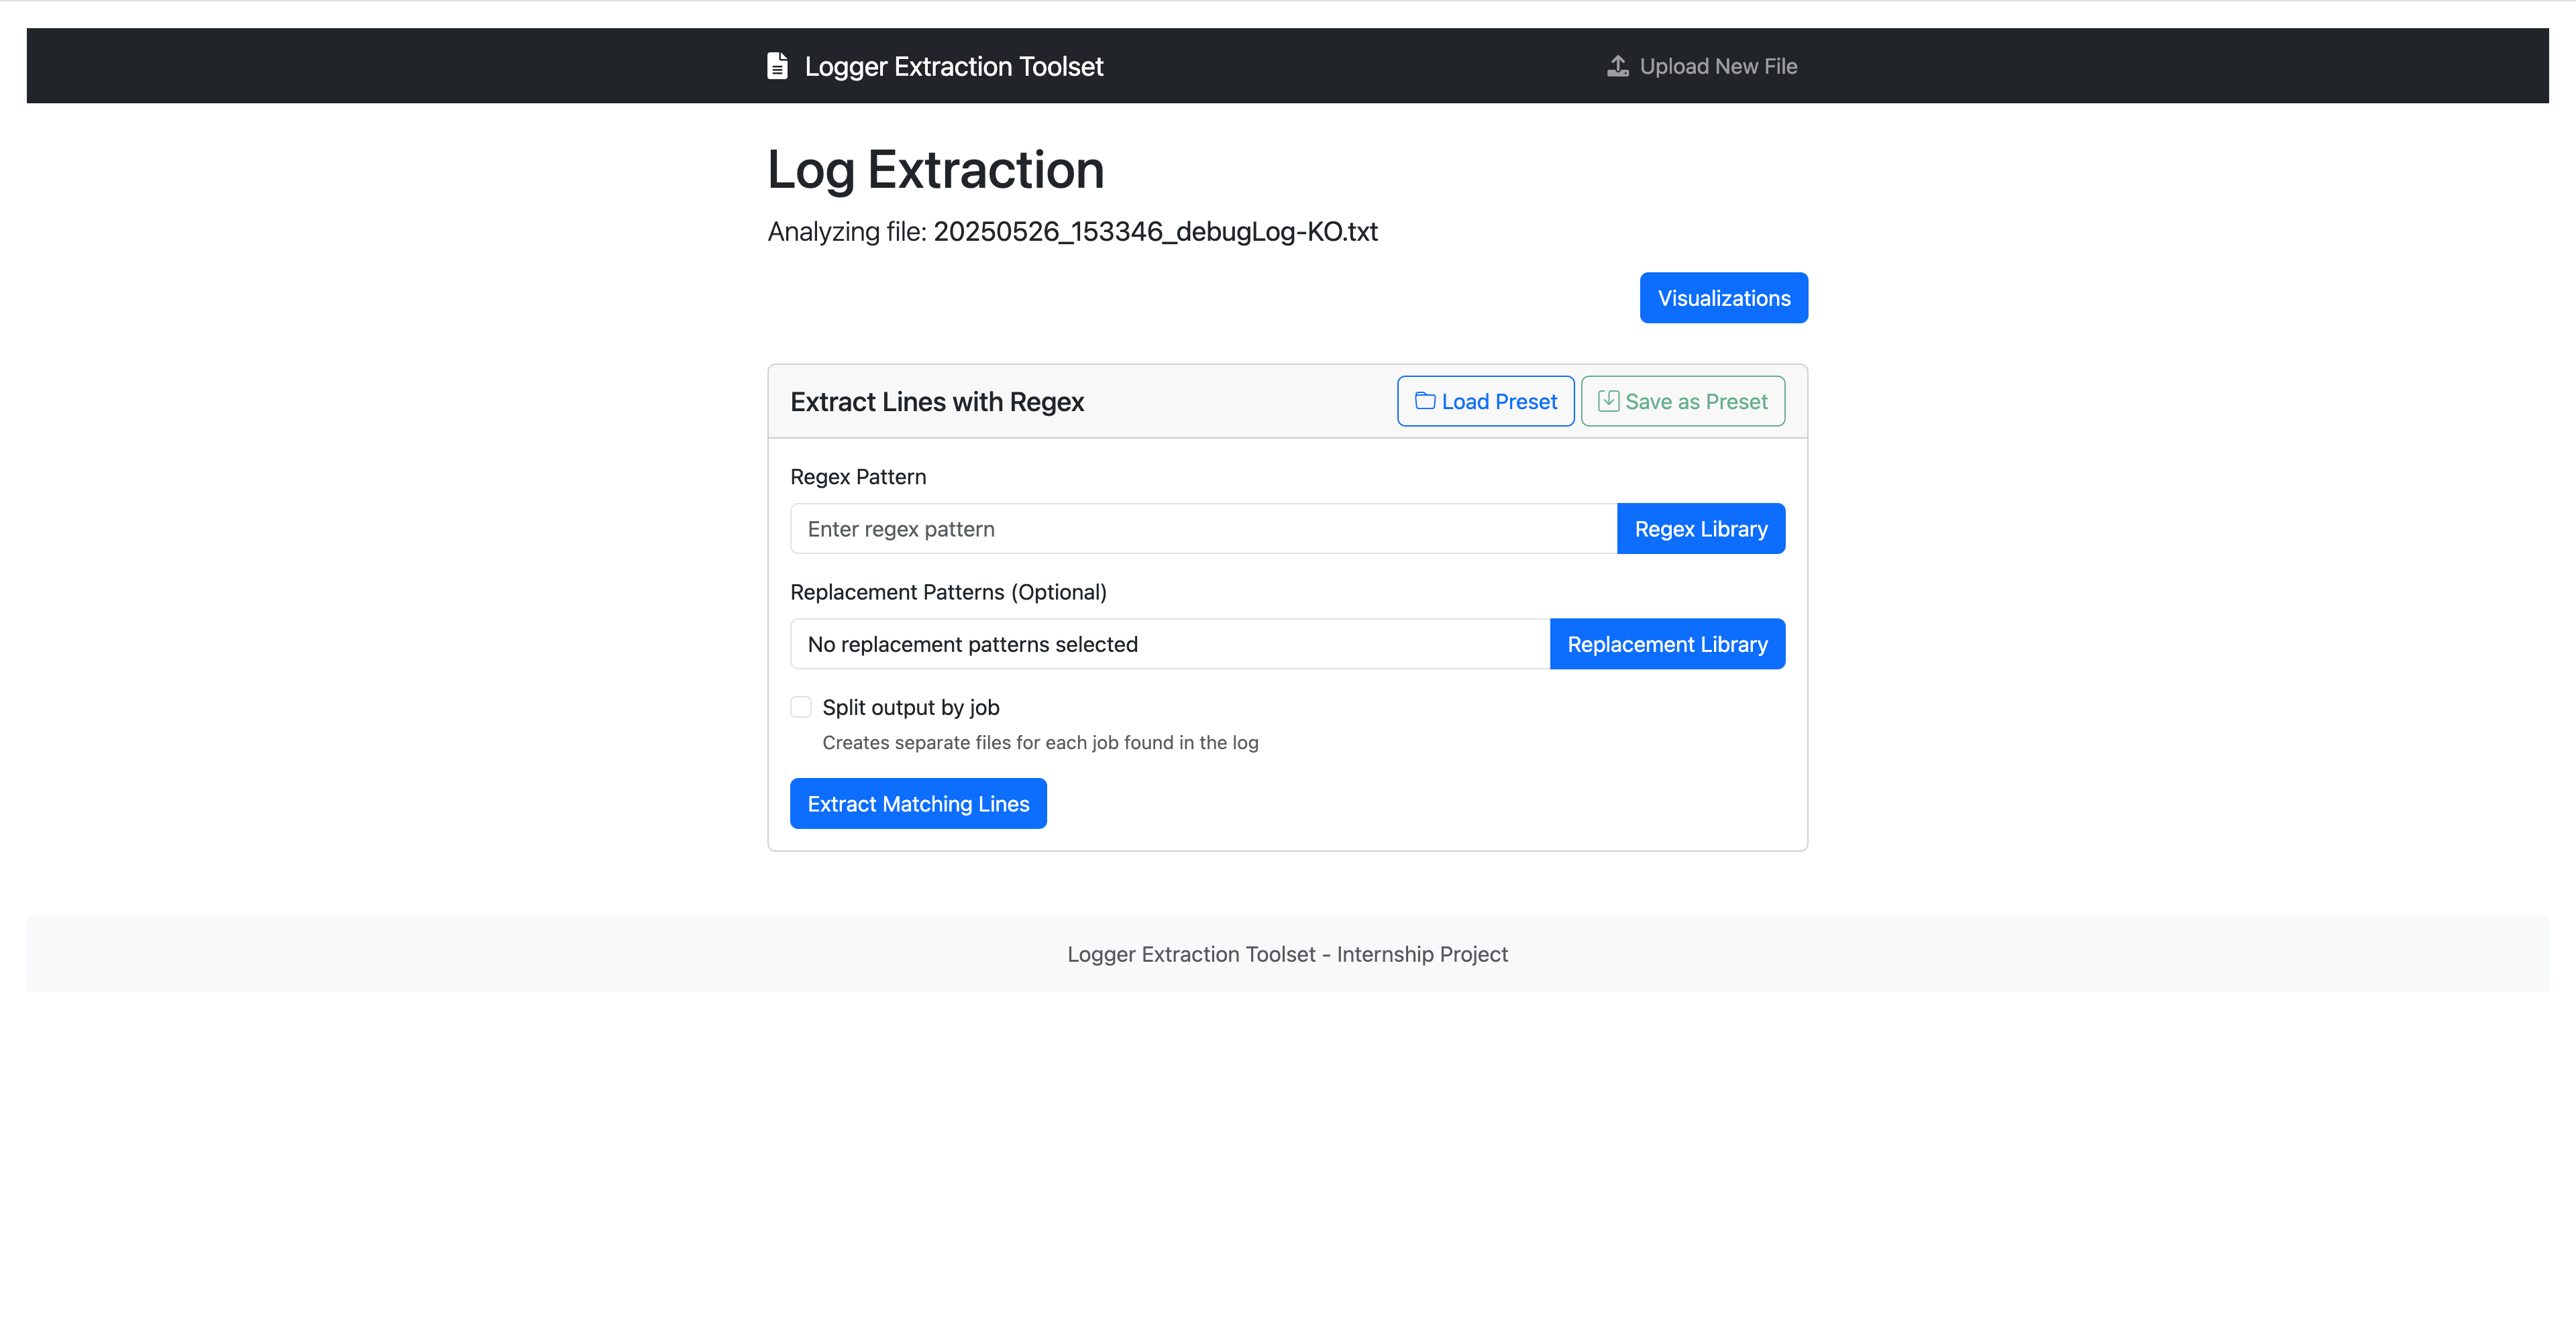 Logger Extraction Toolset
Upload New File
Log Extraction
Analyzing file: 20250526_153346_debugLog-KO.txt
Visualizations
Extract Lines with Regex
Load Preset
Save as Preset
Regex Pattern
Enter regex pattern
Regex Library
Replacement Patterns (Optional)
No replacement patterns selected
Replacement Library
Split output by job
Creates separate files for each job found in the log
Extract Matching Lines
Logger Extraction Toolset - Internship Project